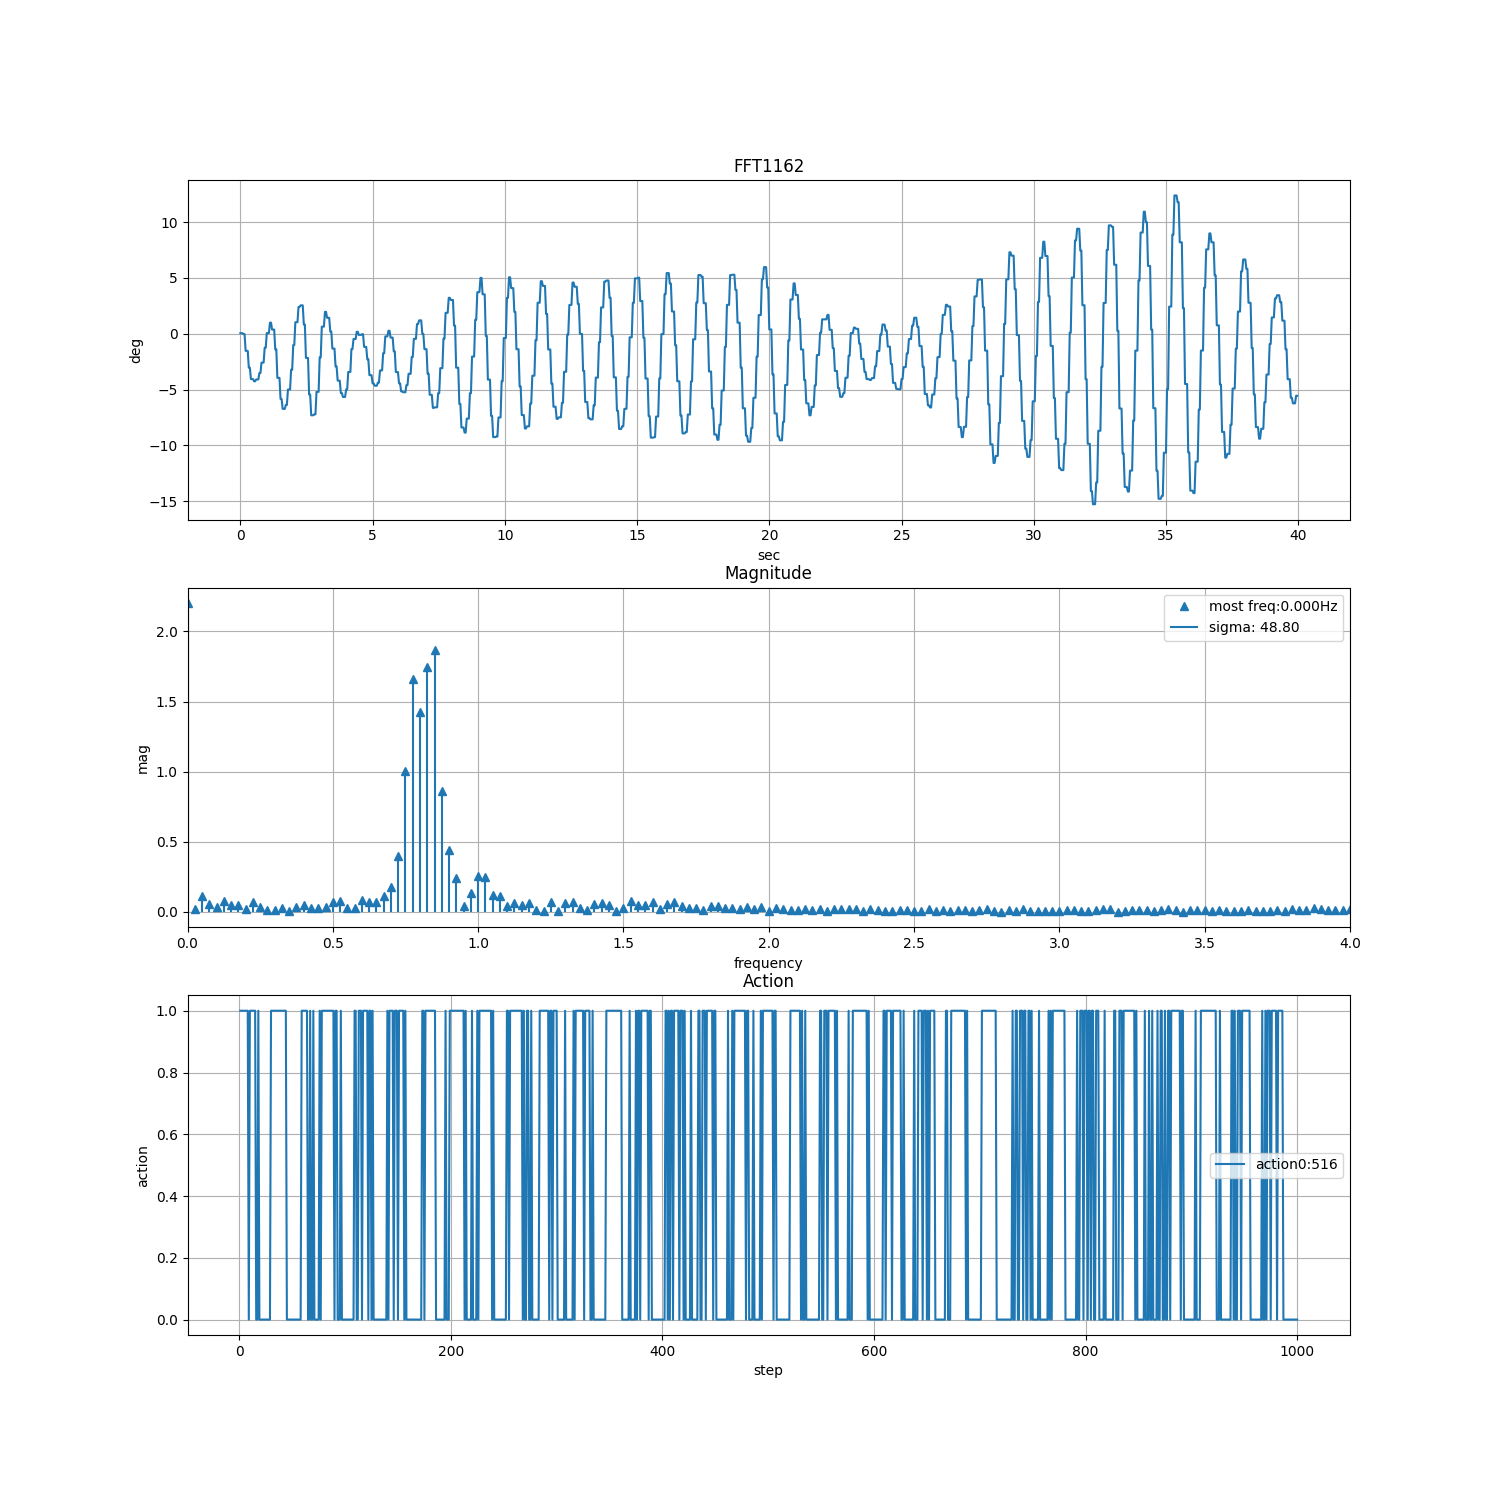 FFT1162
10
5
0
−5
−10
−15
deg
0 5 10 15 20 25 30 35 40
sec
Magnitude
most freq:0.000Hz
sigma: 48.80
2.0
1.5
1.0
0.5
0.0
mag
0.0 0.5 1.0 1.5 2.0 2.5 3.0 3.5 4.0
frequency
Action
1.0
0.8
0.6
0.4
0.2
0.0
action
action0:516
0 200 400 600 800 1000
step